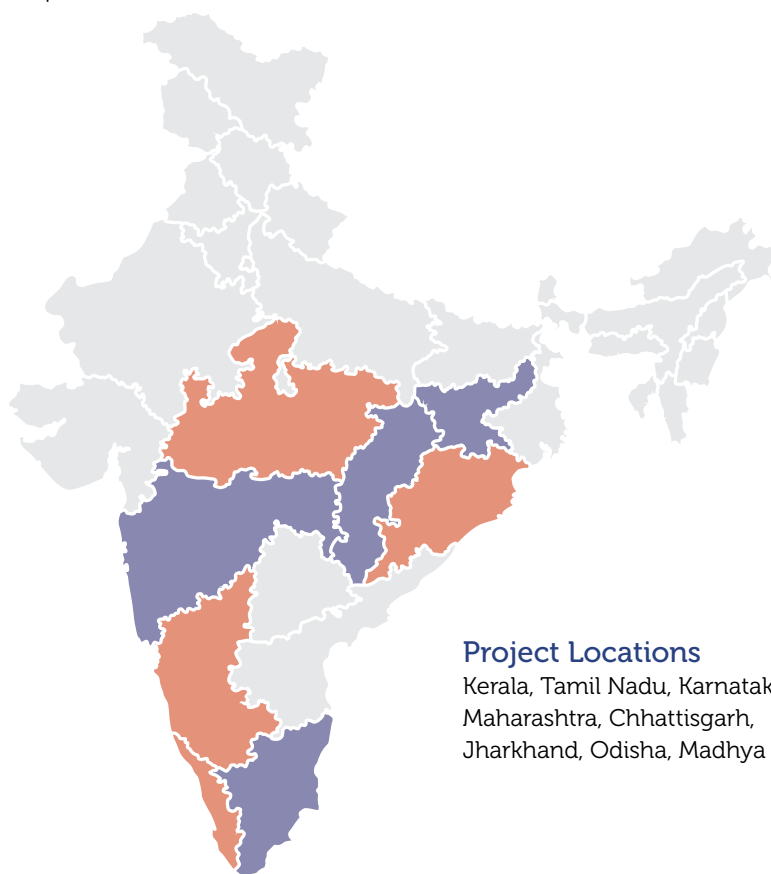 Project Locations
Kerala, Tamil Nadu, Karnatak
Maharashtra, Chhattisgarh,
Jharkhand, Odisha, Madhya